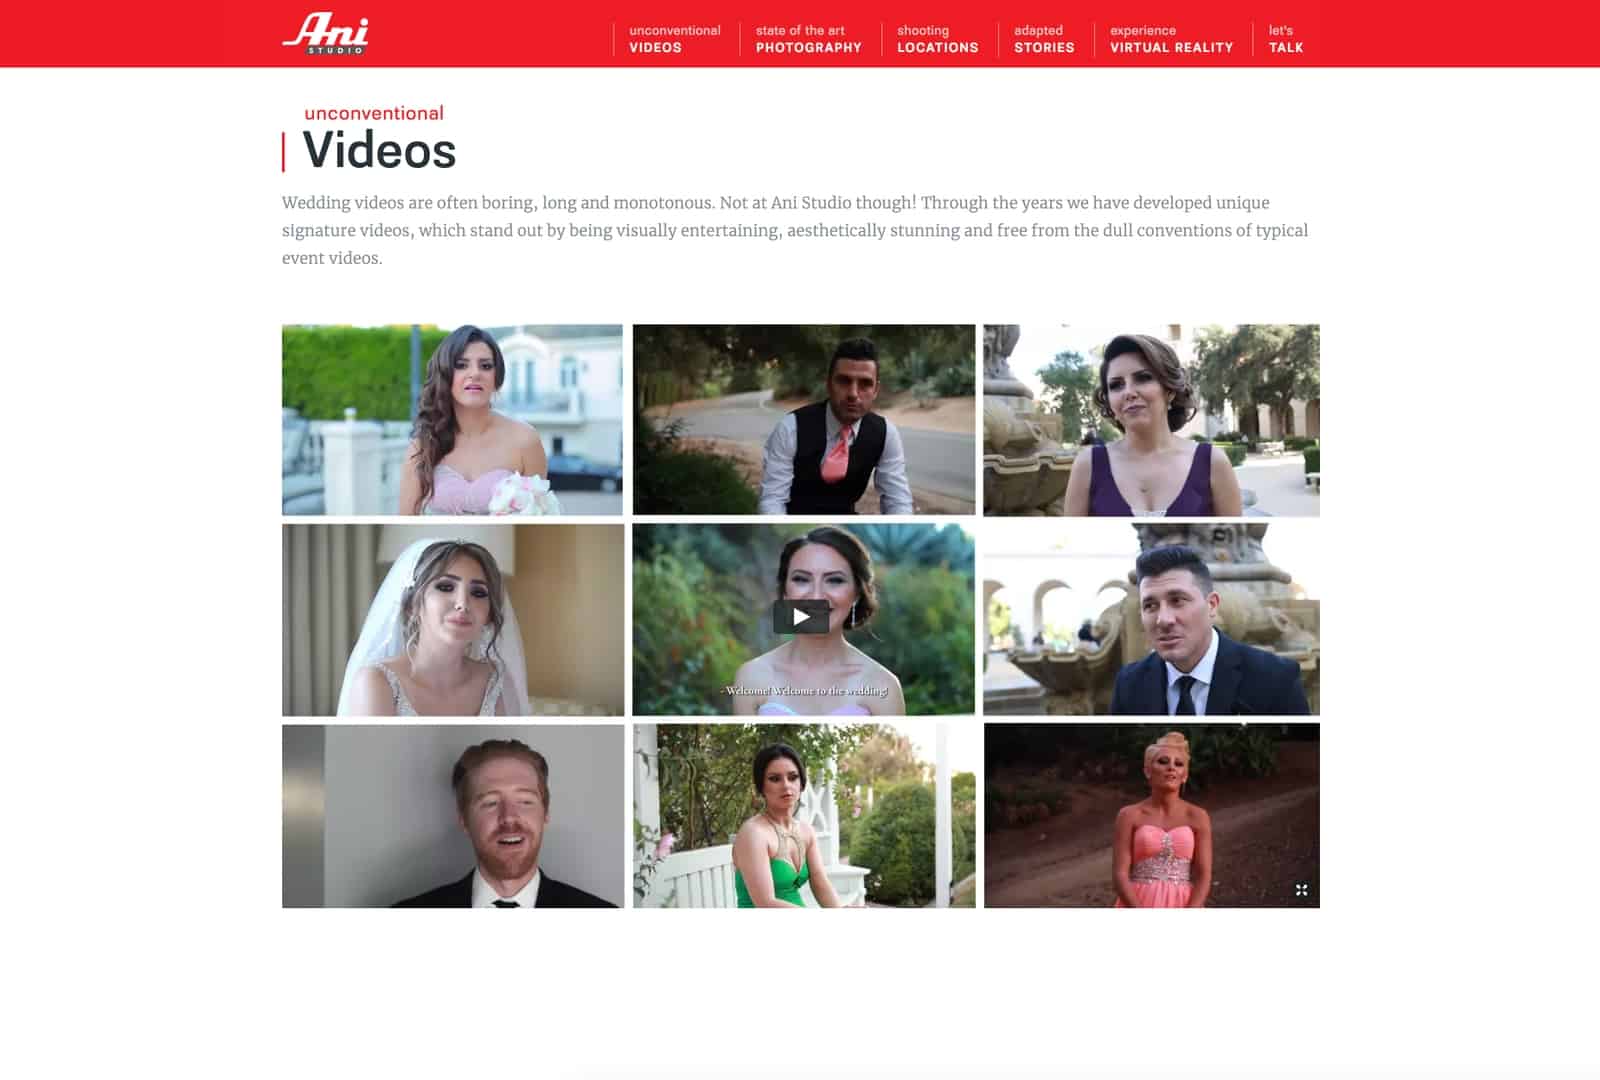 Ani
STUDIO
unconventional
VIDEOS
state of the art
PHOTOGRAPHY
shooting
LOCATIONS
adapted
STORIES
experience
VIRTUAL REALITY
let's
TALK
unconventional
Videos
Wedding videos are often boring, long and monotonous. Not at Ani Studio though! Through the years we have developed unique
signature videos, which stand out by being visually entertaining, aesthetically stunning and free from the dull conventions of typical
event videos.
- Welcome! Welcome to the wedding!